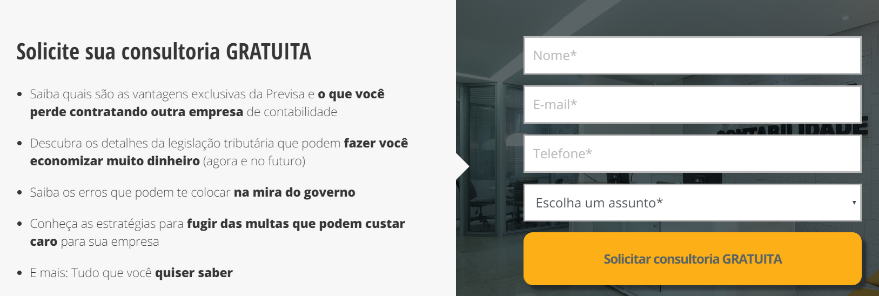 Solicite sua consultoria GRATUITA
Saiba quais são as vantagens exclusivas da Previsa e o que você
perde contratando outra empresa de contabilidade
Descubra os detalhes da legislação tributária que podem fazer você
economizar muito dinheiro (agora e no futuro)
Saiba os erros que podem te colocar na mira do governo
Conheça as estratégias para fugir das multas que podem custar
caro para sua empresa
E mais: Tudo que você quiser saber
Nome*
E-mail*
CONTABILIDADE
Telefone*
Escolha um assunto*
Solicitar consultoria GRATUITA